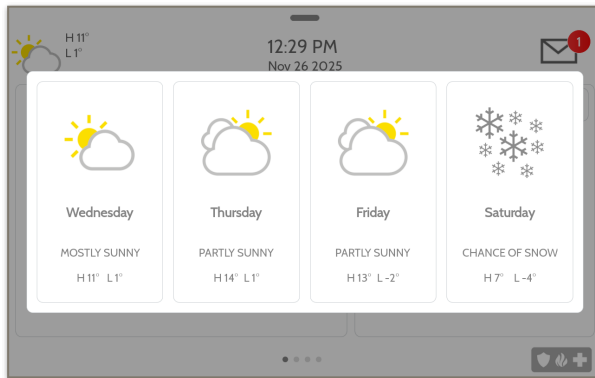 H 11°
L 1°
12:29 PM
Nov 26 2025
1
Wednesday
MOSTLY SUNNY
H 11° L 1°
Thursday
PARTLY SUNNY
H 14° L 1°
Friday
PARTLY SUNNY
H 13° L -2°
Saturday
CHANCE OF SNOW
H 7° L -4°